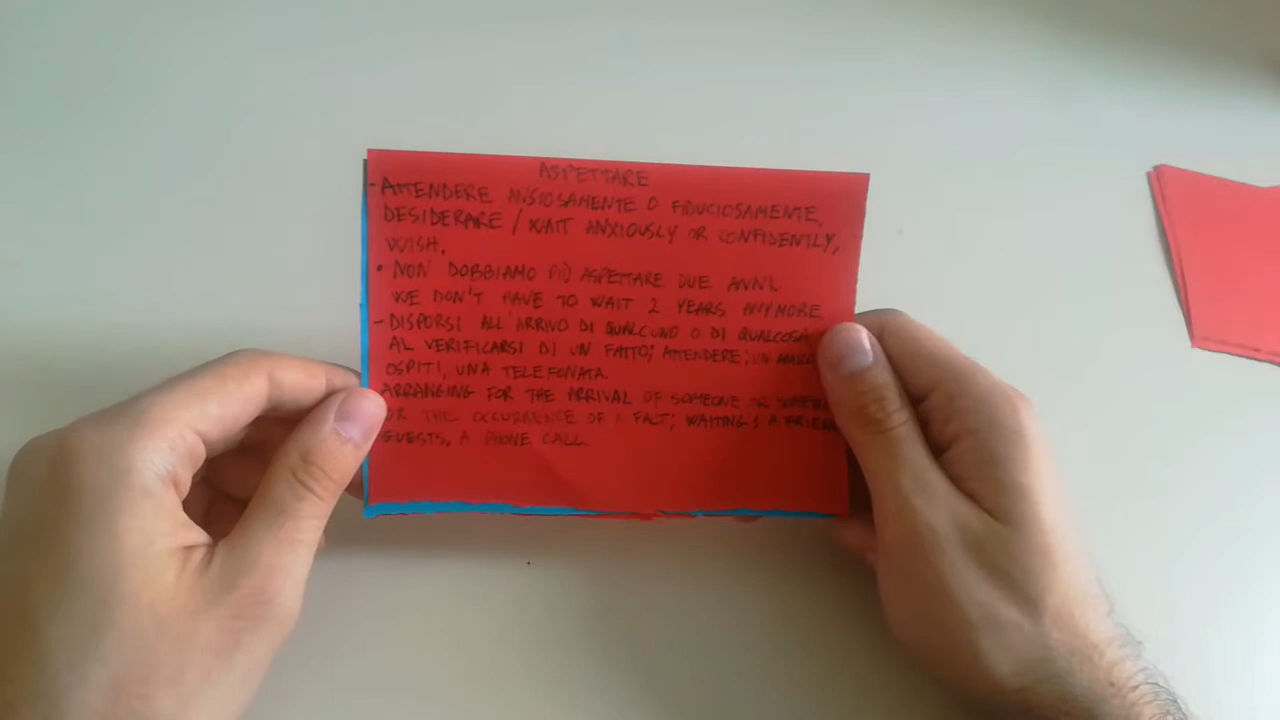 ASPETTARE
- ATTENDERE ANSIOSAMENTE O FIDUCIOSAMENTE,
DESIDERARE / WAIT ANXIOUSLY OR CONFIDENTLY,
WISH.
• NON DOBBIAMO PIÙ ASPETTARE DUE ANNI.
WE DON'T HAVE TO WAIT 2 YEARS ANYMORE
- DISPORSI ALL'ARRIVO DI QUALCUNO O DI QUALCOSA
AL VERIFICARSI DI UN FATTO; ATTENDERE: UN
OSPITI, UNA TELEFONATA.
ARRANGING FOR THE ARRIVAL OF SOMEONE OR
OR THE OCCURRENCE OF A FACT; WAITING: A
GUESTS, A PHONE CALL